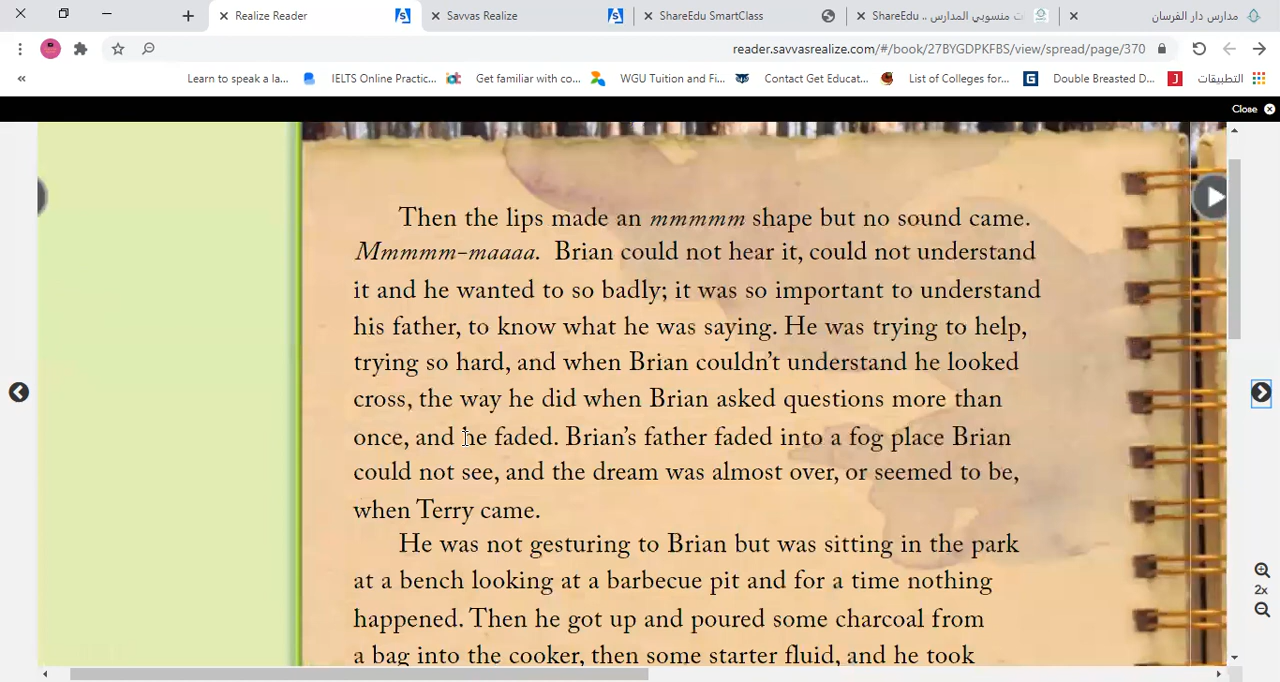 Realize Reader
Savvas Realize
ShareEdu SmartClass
ShareEdu .. ت منسوبي المدارس
مدارس دار الفرسان
reader.savvasrealize.com/#/book/27BYGDPKFBS/view/spread/page/370
Learn to speak a la...
IELTS Online Practic...
Get familiar with co...
WGU Tuition and Fi...
Contact Get Educat...
List of Colleges for...
Double Breasted D...
التطبيقات
Close
Then the lips made an mmmmm shape but no sound came.
Mmmmm-maaaa. Brian could not hear it, could not understand
it and he wanted to so badly; it was so important to understand
his father, to know what he was saying. He was trying to help,
trying so hard, and when Brian couldn't understand he looked
cross, the way he did when Brian asked questions more than
once, and he faded. Brian's father faded into a fog place Brian
could not see, and the dream was almost over, or seemed to be,
when Terry came.
He was not gesturing to Brian but was sitting in the park
at a bench looking at a barbecue pit and for a time nothing
happened. Then he got up and poured some charcoal from
a bag into the cooker, then some starter fluid, and he took
2x